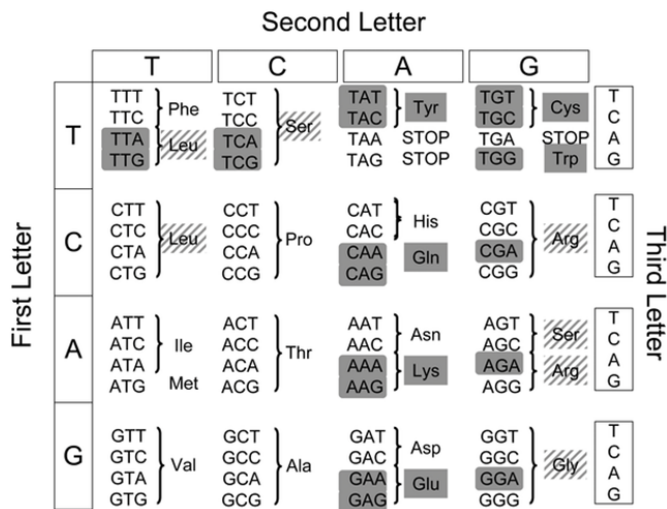 Second Letter
T C A G
TTT TCT TAT TGT T
TTC Phe TCC Ser TAC Tyr TGC Cys C
TTA TCA TAA STOP TGA STOP A
TTG Leu TCG TAG STOP TGG Trp G
T
CTT CCT CAT CGT T
CTC CCC CAC His CGC C
CTA Leu CCA Pro CAA CGA Arg A
CTG CCG CAG Gln CGG G
C
ATT ACT AAT AGT T
ATC Ile ACC AAC Asn AGC Ser C
ATA ACA Thr AAA AGA A
ATG Met ACG AAG Lys AGG Arg G
A
GTT GCT GAT GGT T
GTC GCC GAC Asp GGC C
GTA Val GCA Ala GAA GGA Gly A
GTG GCG GAG Glu GGG G
G
First Letter
Third Letter